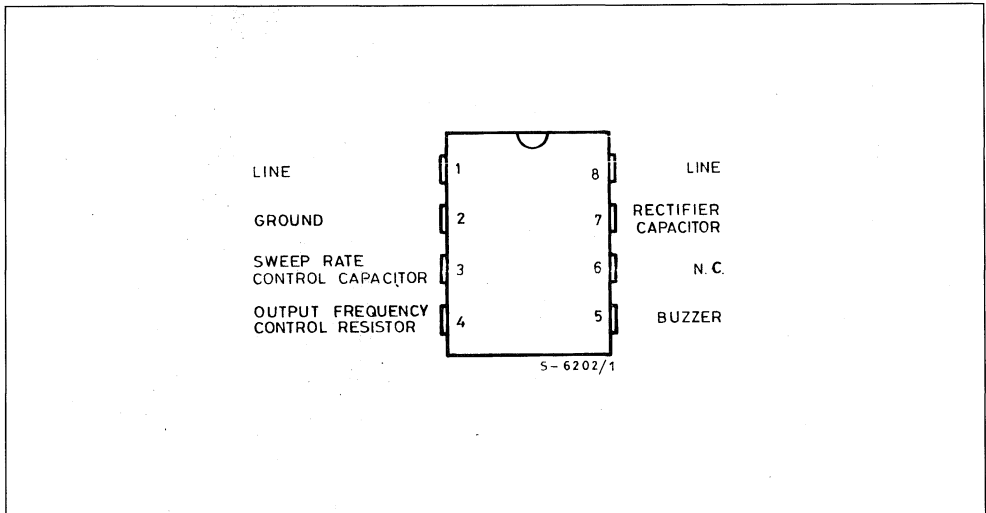 LINE
GROUND
SWEEP RATE
CONTROL CAPACITOR
OUTPUT FREQUENCY
CONTROL RESISTOR
1
2
3
4
8
7
6
5
LINE
RECTIFIER
CAPACITOR
N.C.
BUZZER
S-6202/1